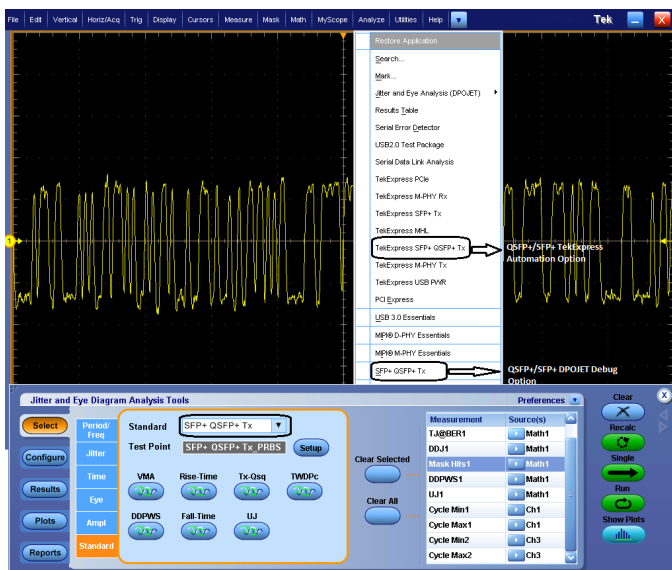 File Edit Vertical Horiz/Acq Trig Display Cursors Measure Mask Math MyScope Analyze Utilities Help Tek
Restore Application
Search...
Mark...
Jitter and Eye Analysis (DPOJET)
Results Table
Serial Error Detector
USB2.0 Test Package
Serial Data Link Analysis
TekExpress PCIe
TekExpress M-PHY Rx
TekExpress SFP+ Tx
TekExpress MHL
TekExpress SFP+ QSFP+ Tx
QSFP+/SFP+ TekExpress
Automation Option
TekExpress M-PHY Tx
TekExpress USB PWR
PCI Express
USB 3.0 Essentials
MIPI® D-PHY Essentials
MIPI® M-PHY Essentials
SFP+ QSFP+ Tx
QSFP+/SFP+ DPOJET Debug
Option
1
Jitter and Eye Diagram Analysis Tools
Preferences
Clear
X
Select
Configure
Results
Plots
Reports
Period/
Freq
Jitter
Time
Eye
Ampl
Standard
Standard SFP+ QSFP+ Tx
Test Point SFP+ QSFP+ Tx_PRBS Setup
VMA Rise-Time Tx-Qsq TWDPc
DDPWS Fall-Time UJ
Clear Selected
Clear All
Measurement Source(s)
TJ@BER1 Math1
DDJ1 Math1
Mask Hits1 Math1
DDPWS1 Math1
UJ1 Math1
Cycle Min1 Ch1
Cycle Max1 Ch1
Cycle Min2 Ch3
Cycle Max2 Ch3
Recalc
Single
Run
Show Plots